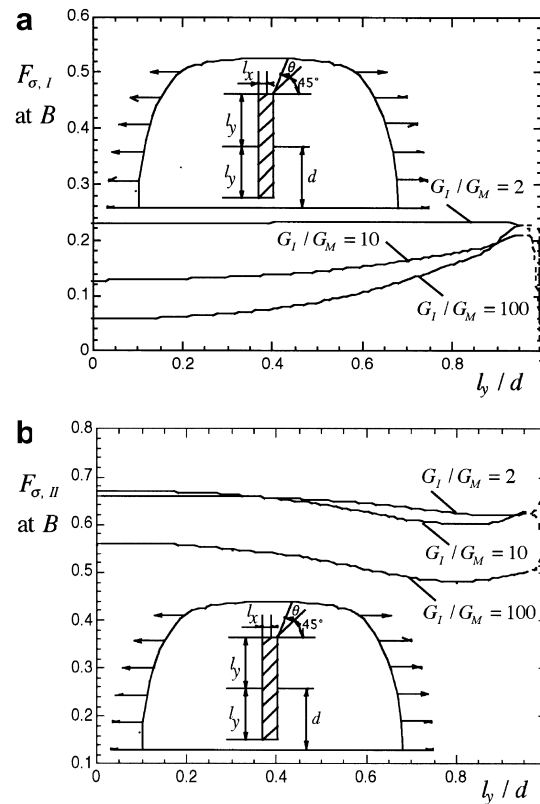 a
F_{σ, I}
at B
0.6
0.5
0.4
0.3
0.2
0.1
0
l_x
θ
45°
l_y
l_y
d
G_I / G_M = 2
G_I / G_M = 10
G_I / G_M = 100
0 0.2 0.4 0.6 0.8
l_y / d
b
F_{σ, II}
at B
0.8
0.7
0.6
0.5
0.4
0.3
0.2
0.1
G_I / G_M = 2
G_I / G_M = 10
G_I / G_M = 100
l_x
θ
45°
l_y
l_y
d
0 0.2 0.4 0.6 0.8
l_y / d